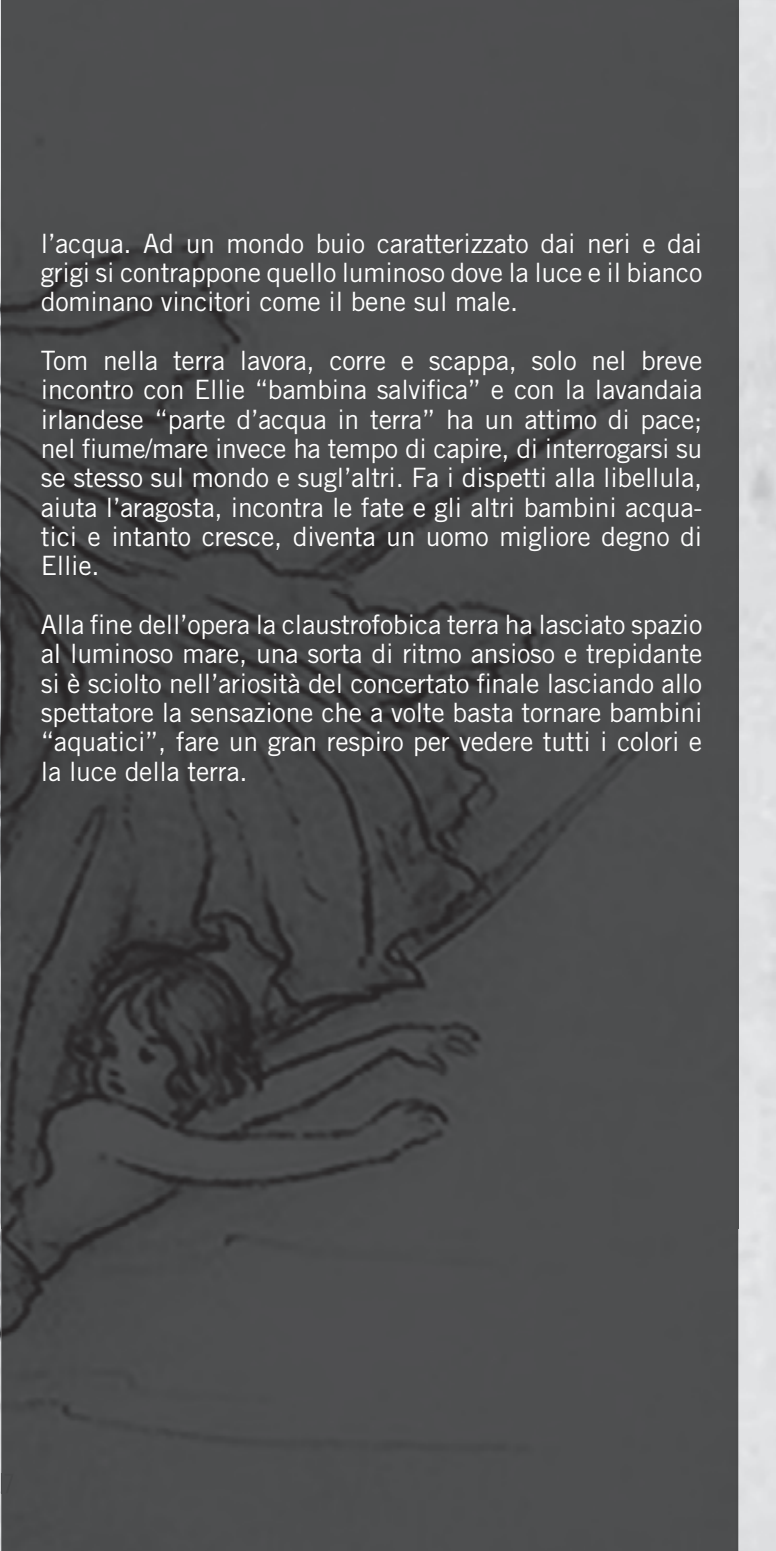 l’acqua. Ad un mondo buio caratterizzato dai neri e dai
grigi si contrappone quello luminoso dove la luce e il bianco
dominano vincitori come il bene sul male.

Tom nella terra lavora, corre e scappa, solo nel breve
incontro con Ellie “bambina salvifica” e con la lavandaia
irlandese “parte d’acqua in terra” ha un attimo di pace;
nel fiume/mare invece ha tempo di capire, di interrogarsi su
se stesso sul mondo e sugl’altri. Fa i dispetti alla libellula,
aiuta l’aragosta, incontra le fate e gli altri bambini acqua-
tici e intanto cresce, diventa un uomo migliore degno di
Ellie.

Alla fine dell’opera la claustrofobica terra ha lasciato spazio
al luminoso mare, una sorta di ritmo ansioso e trepidante
si è sciolto nell’ariosità del concertato finale lasciando allo
spettatore la sensazione che a volte basta tornare bambini
“aquatici”, fare un gran respiro per vedere tutti i colori e
la luce della terra.